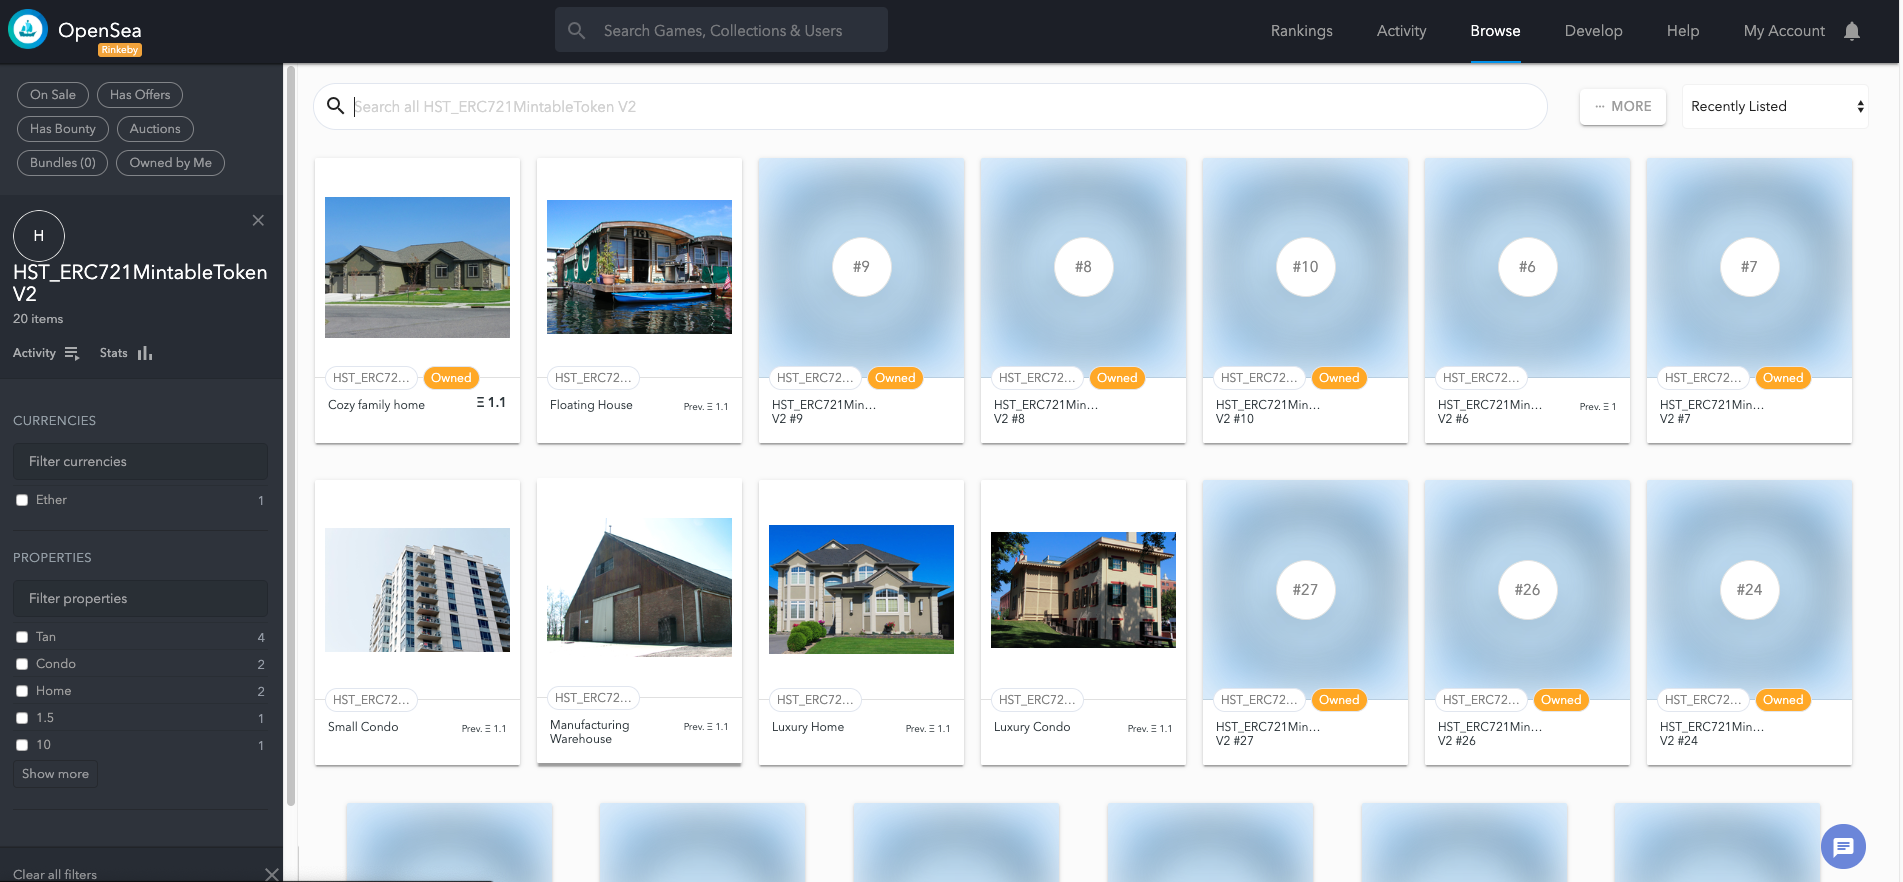 OpenSea
Rinkeby
Search Games, Collections & Users
Rankings
Activity
Browse
Develop
Help
My Account
On Sale
Has Offers
Has Bounty
Auctions
Bundles (0)
Owned by Me
H
HST_ERC721MintableToken
V2
20 items
Activity
Stats
CURRENCIES
Filter currencies
Ether 1
PROPERTIES
Filter properties
Tan 4
Condo 2
Home 2
1.5 1
10 1
Show more
Clear all filters
Search all HST_ERC721MintableToken V2
··· MORE
Recently Listed
HST_ERC72...
Owned
Cozy family home
Ξ 1.1
HST_ERC72...
Floating House
Prev. Ξ 1.1
#9
HST_ERC72...
Owned
HST_ERC721Min...
V2 #9
#8
HST_ERC72...
Owned
HST_ERC721Min...
V2 #8
#10
HST_ERC72...
Owned
HST_ERC721Min...
V2 #10
#6
HST_ERC72...
HST_ERC721Min...
V2 #6
Prev. Ξ 1
#7
HST_ERC72...
Owned
HST_ERC721Min...
V2 #7
HST_ERC72...
Small Condo
Prev. Ξ 1.1
HST_ERC72...
Manufacturing
Warehouse
Prev. Ξ 1.1
HST_ERC72...
Luxury Home
Prev. Ξ 1.1
HST_ERC72...
Luxury Condo
Prev. Ξ 1.1
#27
HST_ERC72...
Owned
HST_ERC721Min...
V2 #27
#26
HST_ERC72...
Owned
HST_ERC721Min...
V2 #26
#24
HST_ERC72...
Owned
HST_ERC721Min...
V2 #24